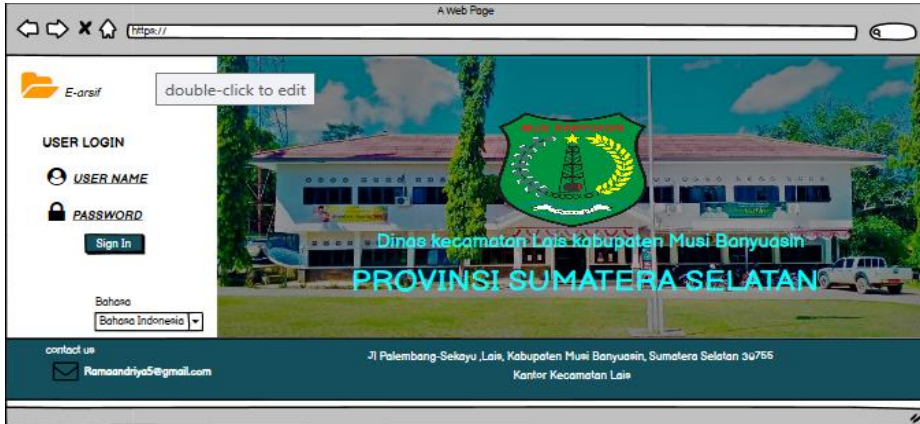 A Web Page
https://
E-arsif
double-click to edit
USER LOGIN
USER NAME
PASSWORD
Sign In
Bahasa
Bahasa Indonesia
MUSI BANYUASIN
Dinas kecamatan Lais kabupaten Musi Banyuasin
PROVINSI SUMATERA SELATAN
contact us
Ramaandriya5@gmail.com
Jl Palembang-Sekayu ,Lais, Kabupaten Musi Banyuasin, Sumatera Selatan 30755
Kantor Kecamatan Lais